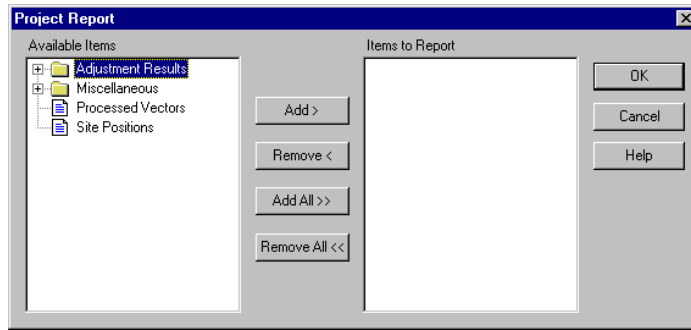 Project Report
Available Items
Adjustment Results
Miscellaneous
Processed Vectors
Site Positions
Add >
Remove <
Add All >>
Remove All <<
Items to Report
OK
Cancel
Help